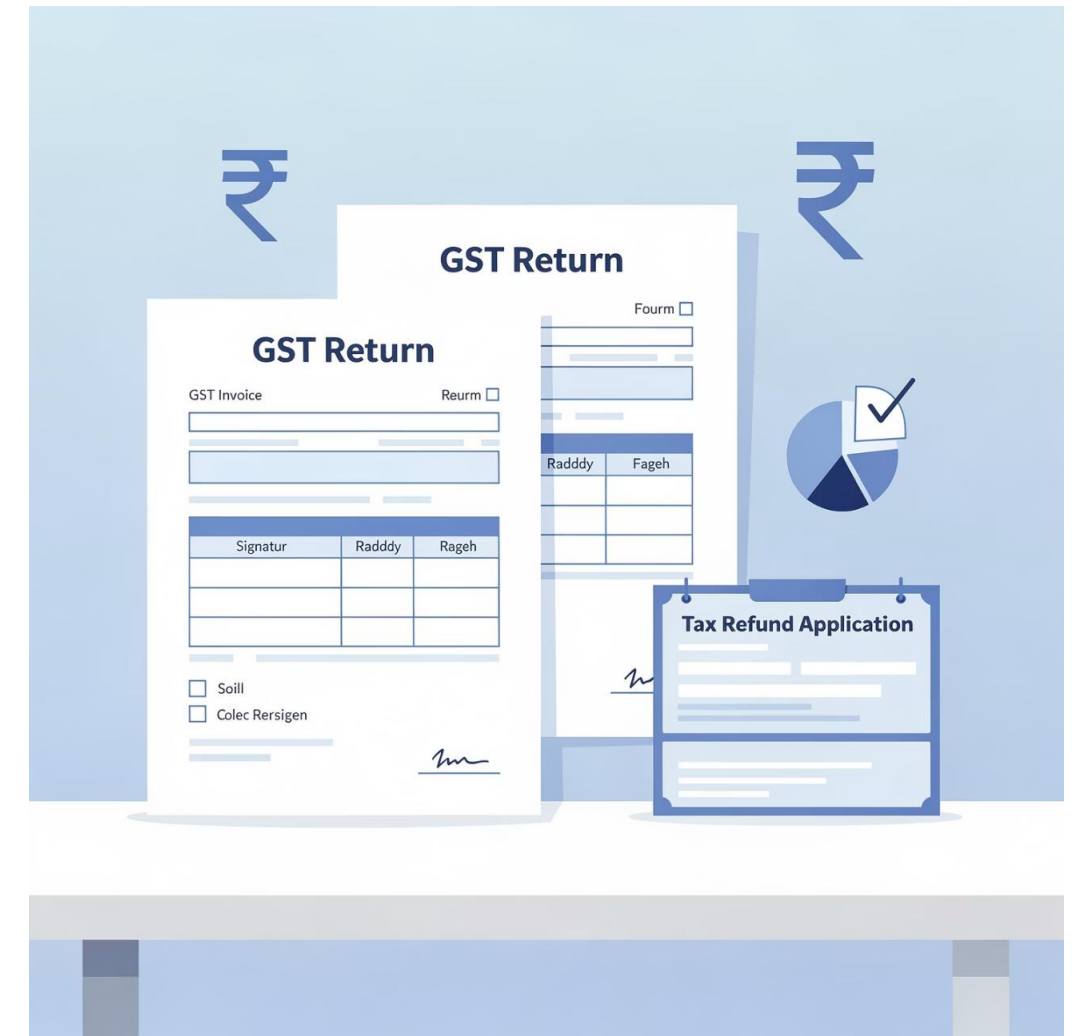 ₹
₹
GST Return
Fourm
Radddy Fageh
GST Return
GST Invoice Reurm
Signatur Radddy Rageh
Soill
Colec Rersigen
Tax Refund Application